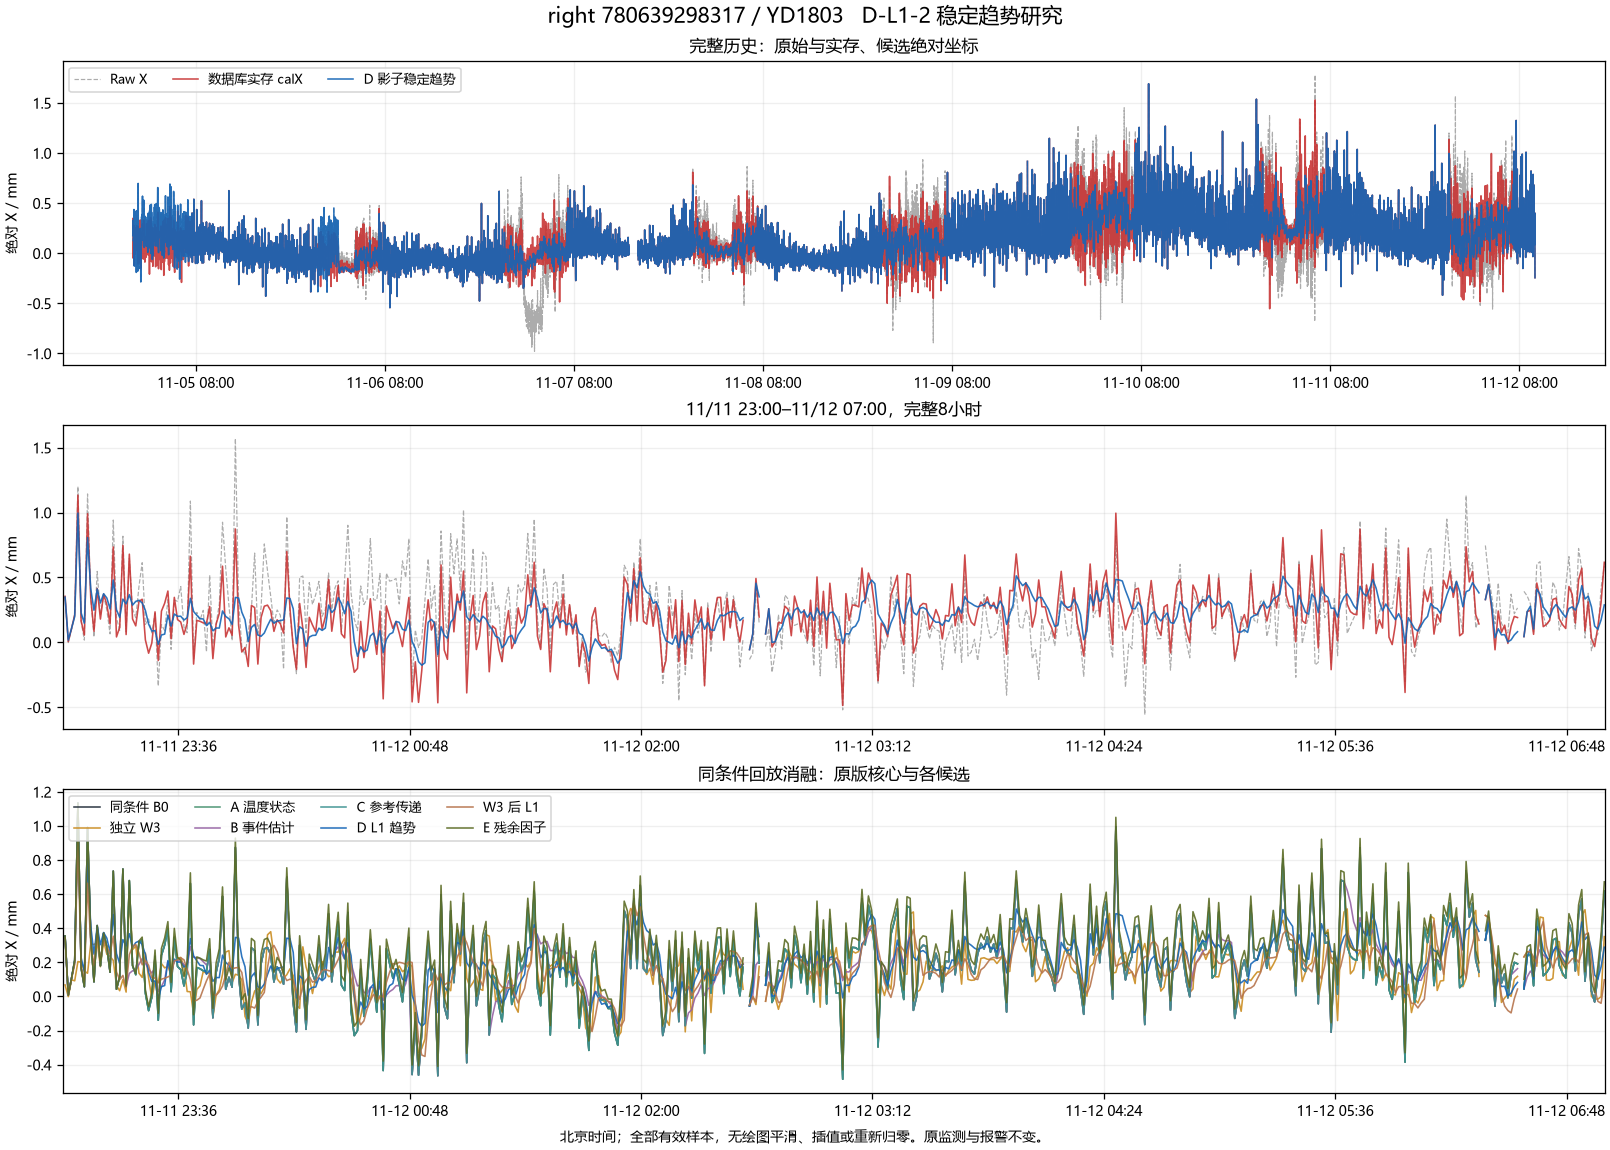 right 780639298317 / YD1803   D-L1-2 稳定趋势研究
完整历史：原始与实存、候选绝对坐标
Raw X
数据库实存 calX
D 影子稳定趋势
绝对 X / mm
1.5
1.0
0.5
0.0
-0.5
-1.0
11-05 08:00
11-06 08:00
11-07 08:00
11-08 08:00
11-09 08:00
11-10 08:00
11-11 08:00
11-12 08:00
11/11 23:00–11/12 07:00，完整8小时
绝对 X / mm
1.5
1.0
0.5
0.0
-0.5
11-11 23:36
11-12 00:48
11-12 02:00
11-12 03:12
11-12 04:24
11-12 05:36
11-12 06:48
同条件回放消融：原版核心与各候选
同条件 B0
A 温度状态
C 参考传递
W3 后 L1
独立 W3
B 事件估计
D L1 趋势
E 残余因子
绝对 X / mm
1.2
1.0
0.8
0.6
0.4
0.2
0.0
-0.2
-0.4
11-11 23:36
11-12 00:48
11-12 02:00
11-12 03:12
11-12 04:24
11-12 05:36
11-12 06:48
北京时间；全部有效样本，无绘图平滑、插值或重新归零。原监测与报警不变。